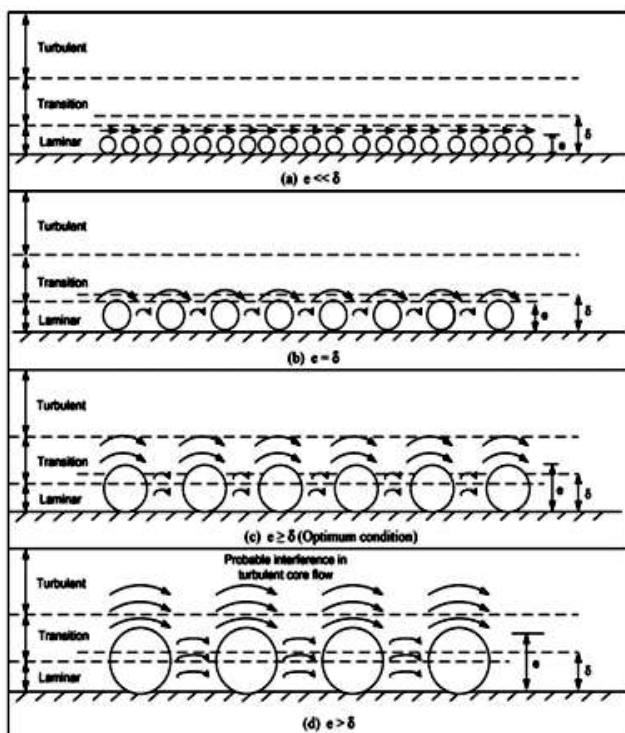 Turbulent
Transition
Laminar
δ
e
(a) e << δ
Turbulent
Transition
Laminar
e
δ
(b) e = δ
Turbulent
Transition
Laminar
e
δ
(c) e ≥ δ (Optimum condition)
Probable interference in
turbulent core flow
Turbulent
Transition
Laminar
e
δ
(d) e > δ